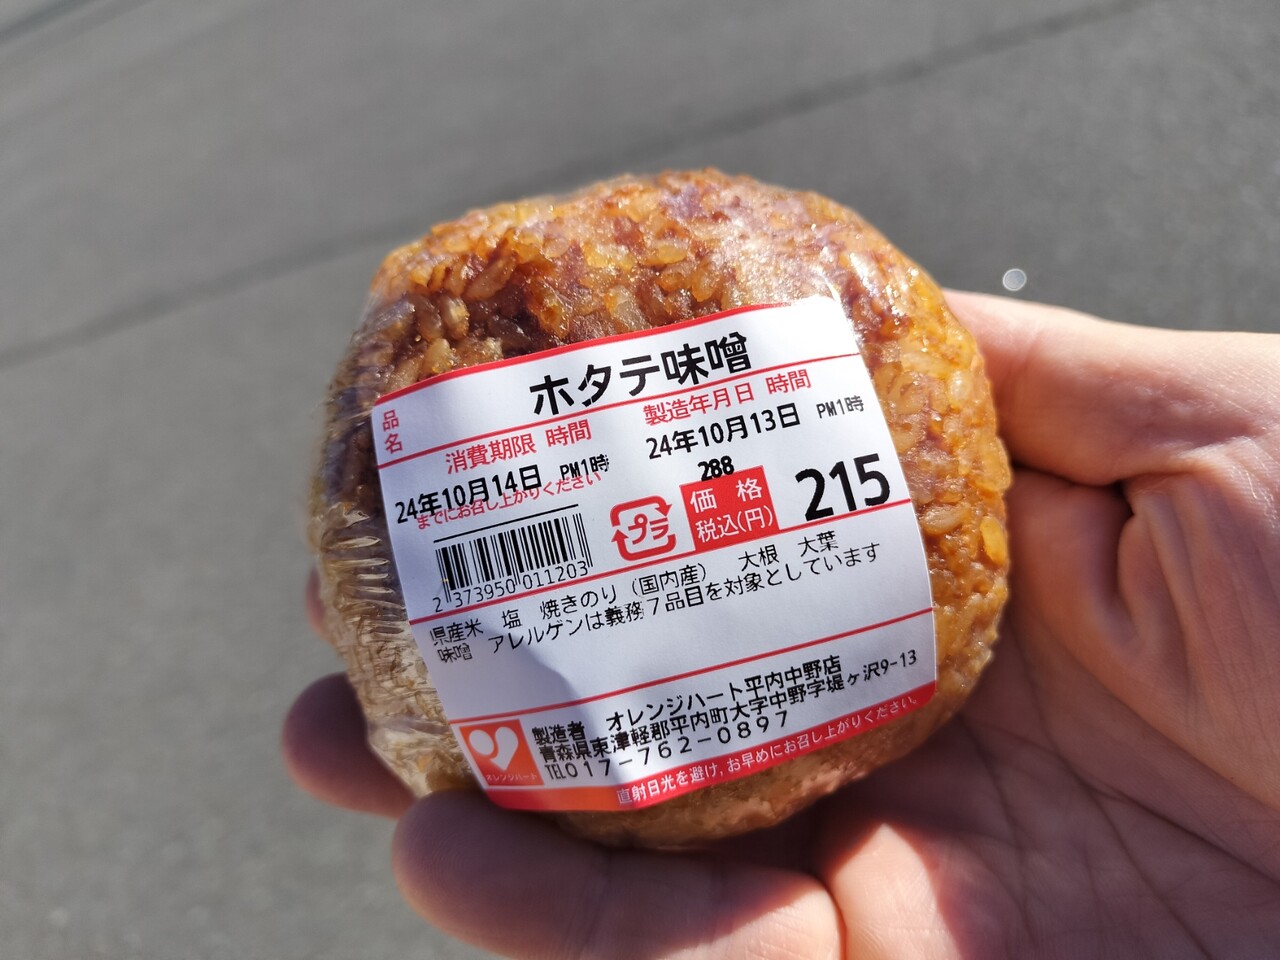 品名
ホタテ味噌
消費期限 時間
製造年月日 時間
24年10月14日 PM1時
24年10月13日 PM1時
までにお召し上がりください
288
プラ
価格
税込(円)
215
2 373950 011203
県産米 塩 焼きのり(国内産) 大根 大葉
味噌 アレルゲンは義務7品目を対象としています
オレンジハート
製造者 オレンジハート平内中野店
青森県東津軽郡平内町大字中野字堤ヶ沢9-13
TEL017-762-0897
直射日光を避け,お早めにお召し上がりください。